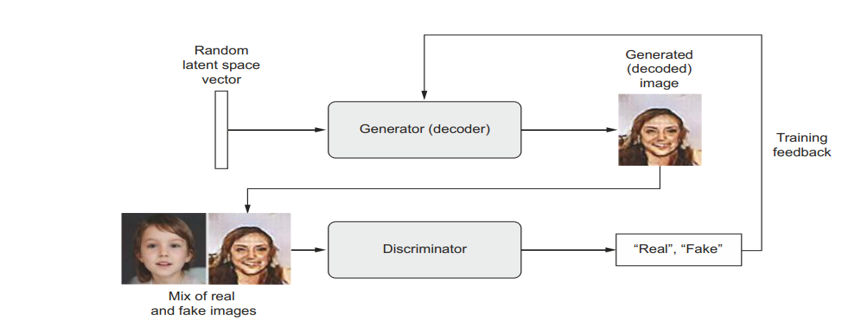 Random
latent space
vector
Generator (decoder)
Generated
(decoded)
image
Training
feedback
Discriminator
“Real”, “Fake”
Mix of real
and fake images